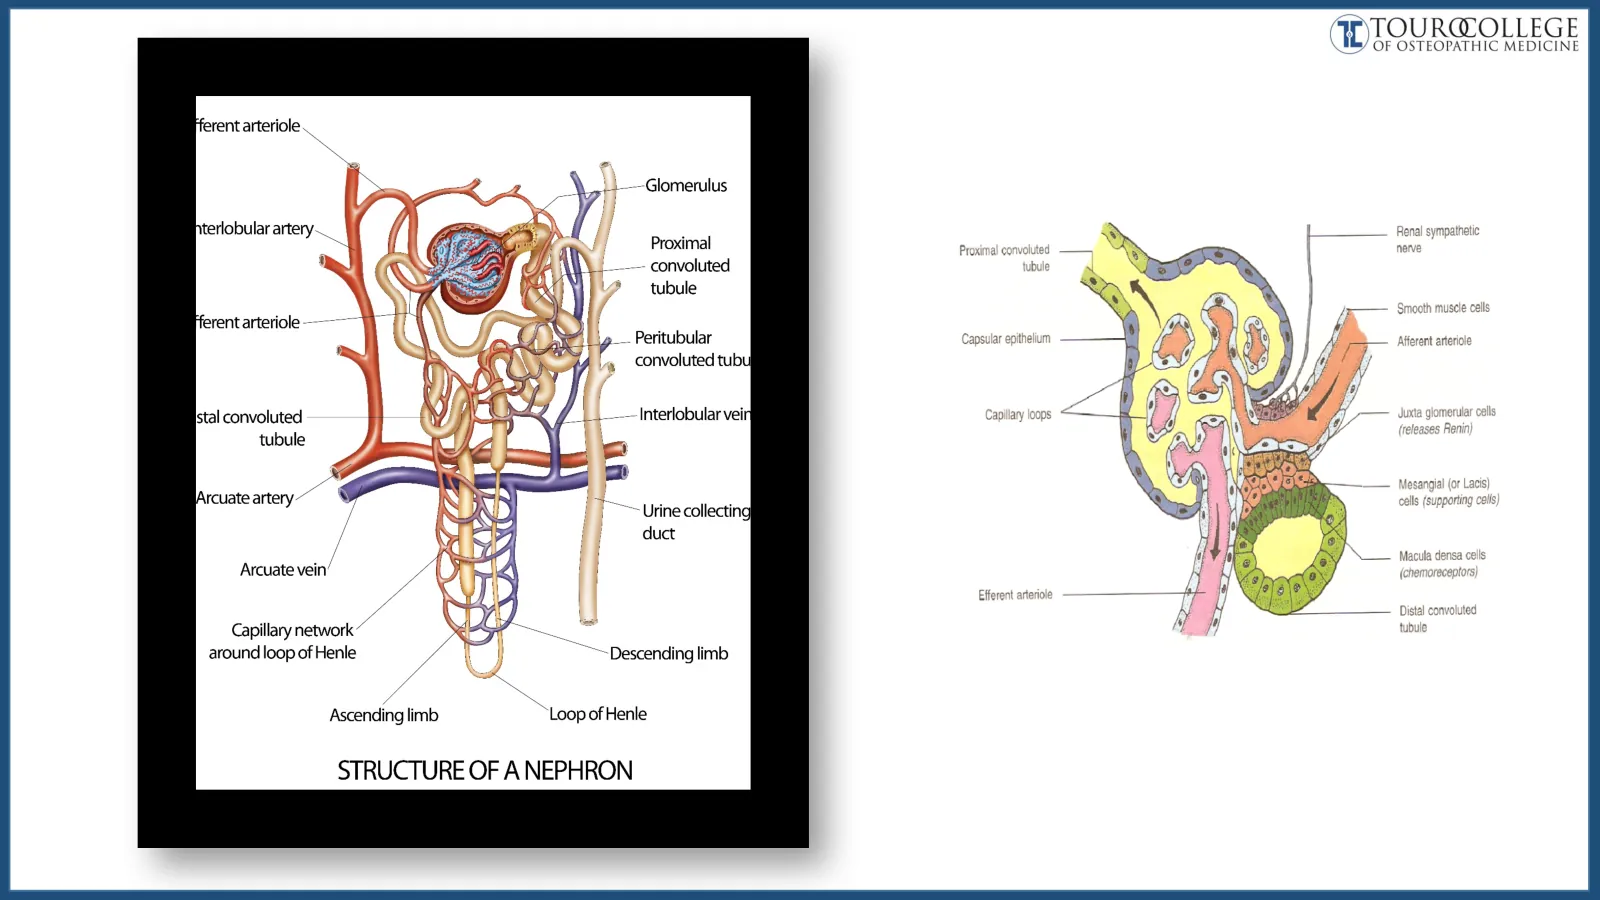 TOURO COLLEGE
OF OSTEOPATHIC MEDICINE
fferent arteriole
Glomerulus
nterlobular artery
Proximal
convoluted
tubule
fferent arteriole
Peritubular
convoluted tubu
stal convoluted
tubule
Interlobular vein
Arcuate artery
Urine collecting
duct
Arcuate vein
Capillary network
around loop of Henle
Descending limb
Ascending limb
Loop of Henle
STRUCTURE OF A NEPHRON
Proximal convoluted
tubule
Capsular epithelium
Capillary loops
Efferent arteriole
Renal sympathetic
nerve
Smooth muscle cells
Afferent arteriole
Juxta glomerular cells
(releases Renin)
Mesangial (or Lacis)
cells (supporting cells)
Macula densa cells
(chemoreceptors)
Distal convoluted
tubule